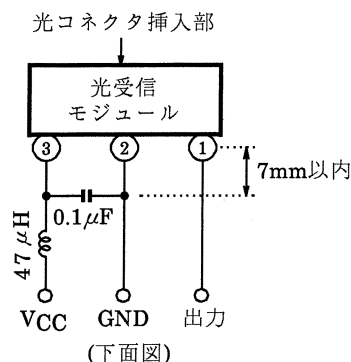 光コネクタ挿入部
光受信
モジュール
3 2 1
7mm以内
0.1μF
47μH
VCC GND 出力
(下面図)